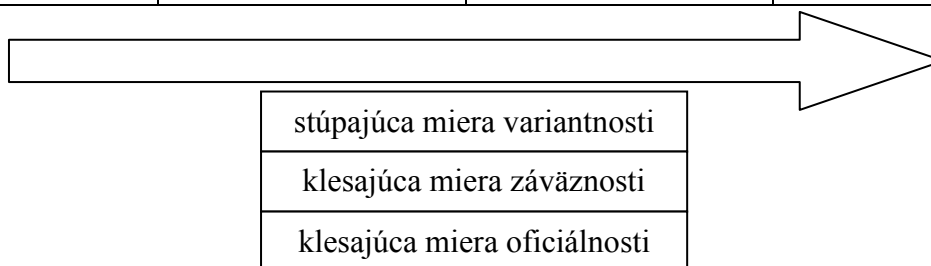 stúpajúca miera variantnosti
klesajúca miera záväznosti
klesajúca miera oficiálnosti